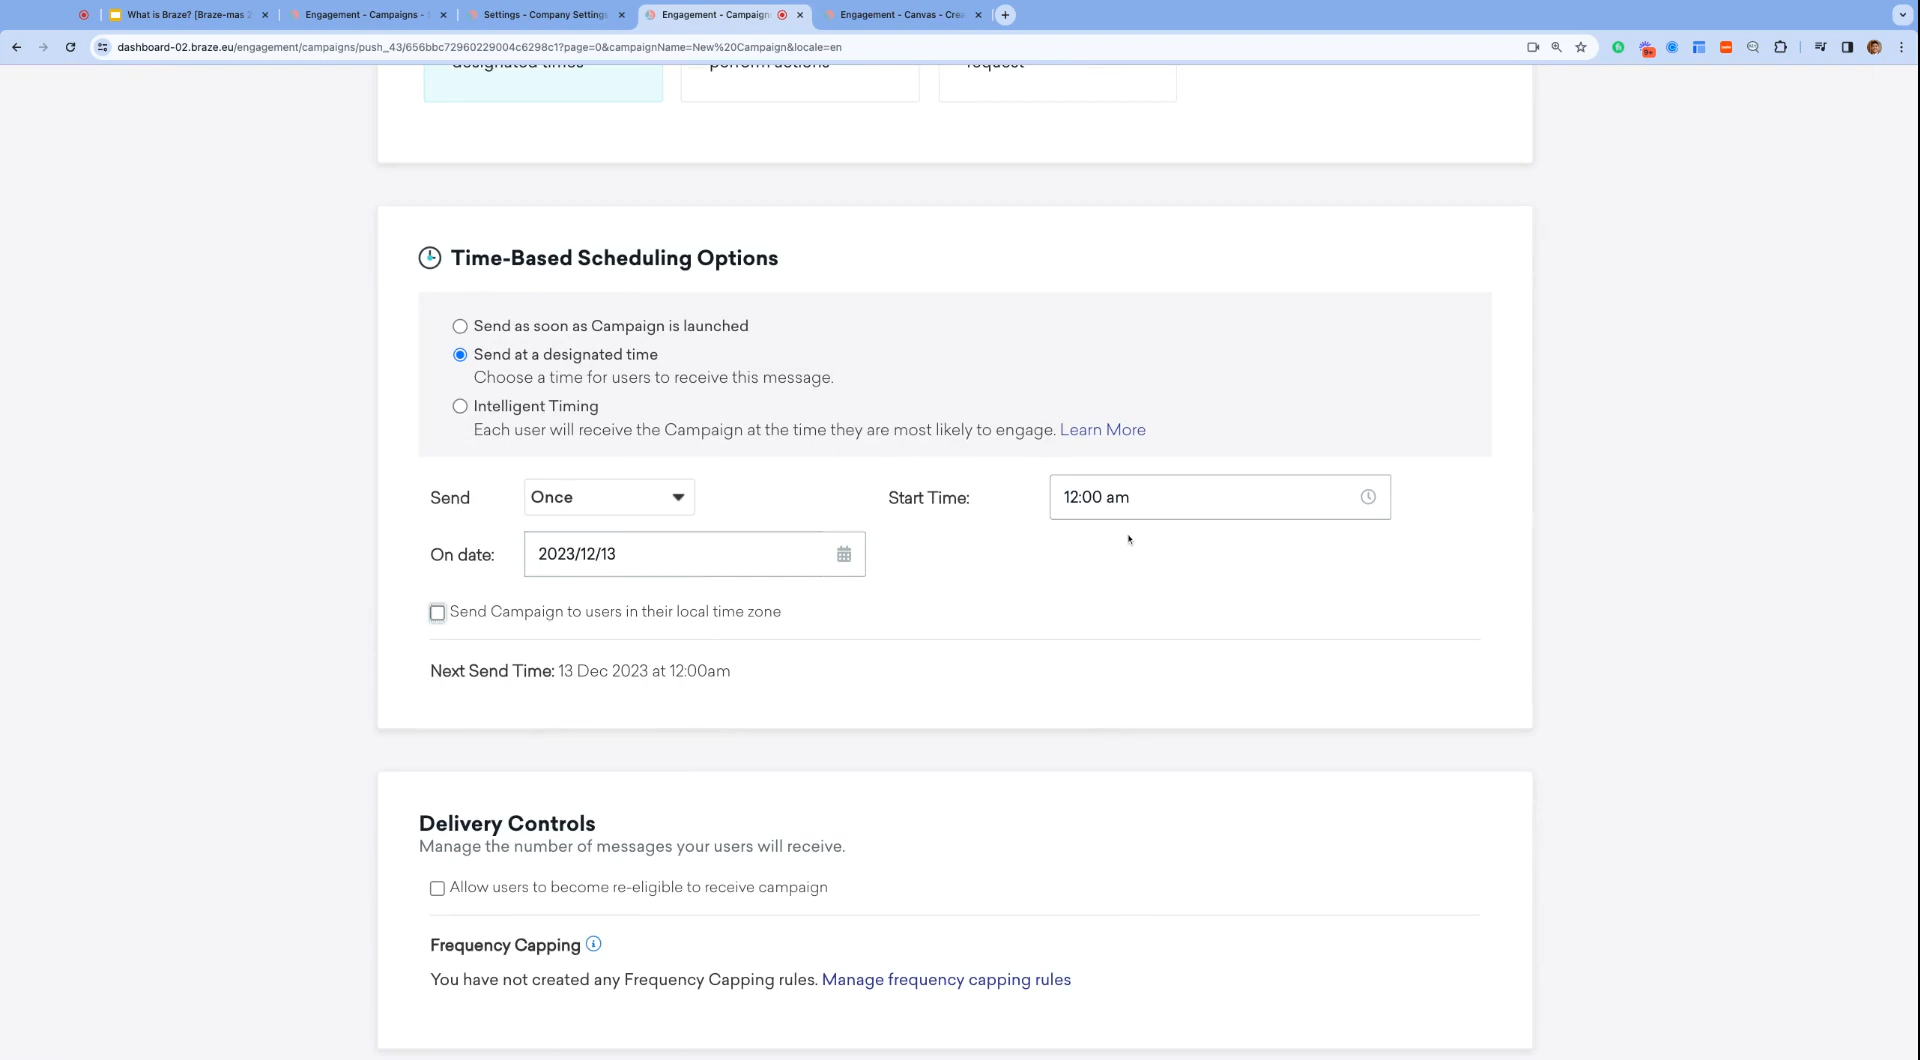 What is Braze? [Braze-mas 2
Engagement - Campaigns -
Settings - Company Settings
Engagement - Campaign
Engagement - Canvas - Crea
dashboard-02.braze.eu/engagement/campaigns/push_43/656bbc72960229004c6298c1?page=0&campaignName=New%20Campaign&locale=en
9+
designated times
perform actions
request
Time-Based Scheduling Options
Send as soon as Campaign is launched
Send at a designated time
Choose a time for users to receive this message.
Intelligent Timing
Each user will receive the Campaign at the time they are most likely to engage. Learn More
Send Once Start Time: 12:00 am
On date: 2023/12/13
Send Campaign to users in their local time zone
Next Send Time: 13 Dec 2023 at 12:00am
Delivery Controls
Manage the number of messages your users will receive.
Allow users to become re-eligible to receive campaign
Frequency Capping
You have not created any Frequency Capping rules. Manage frequency capping rules